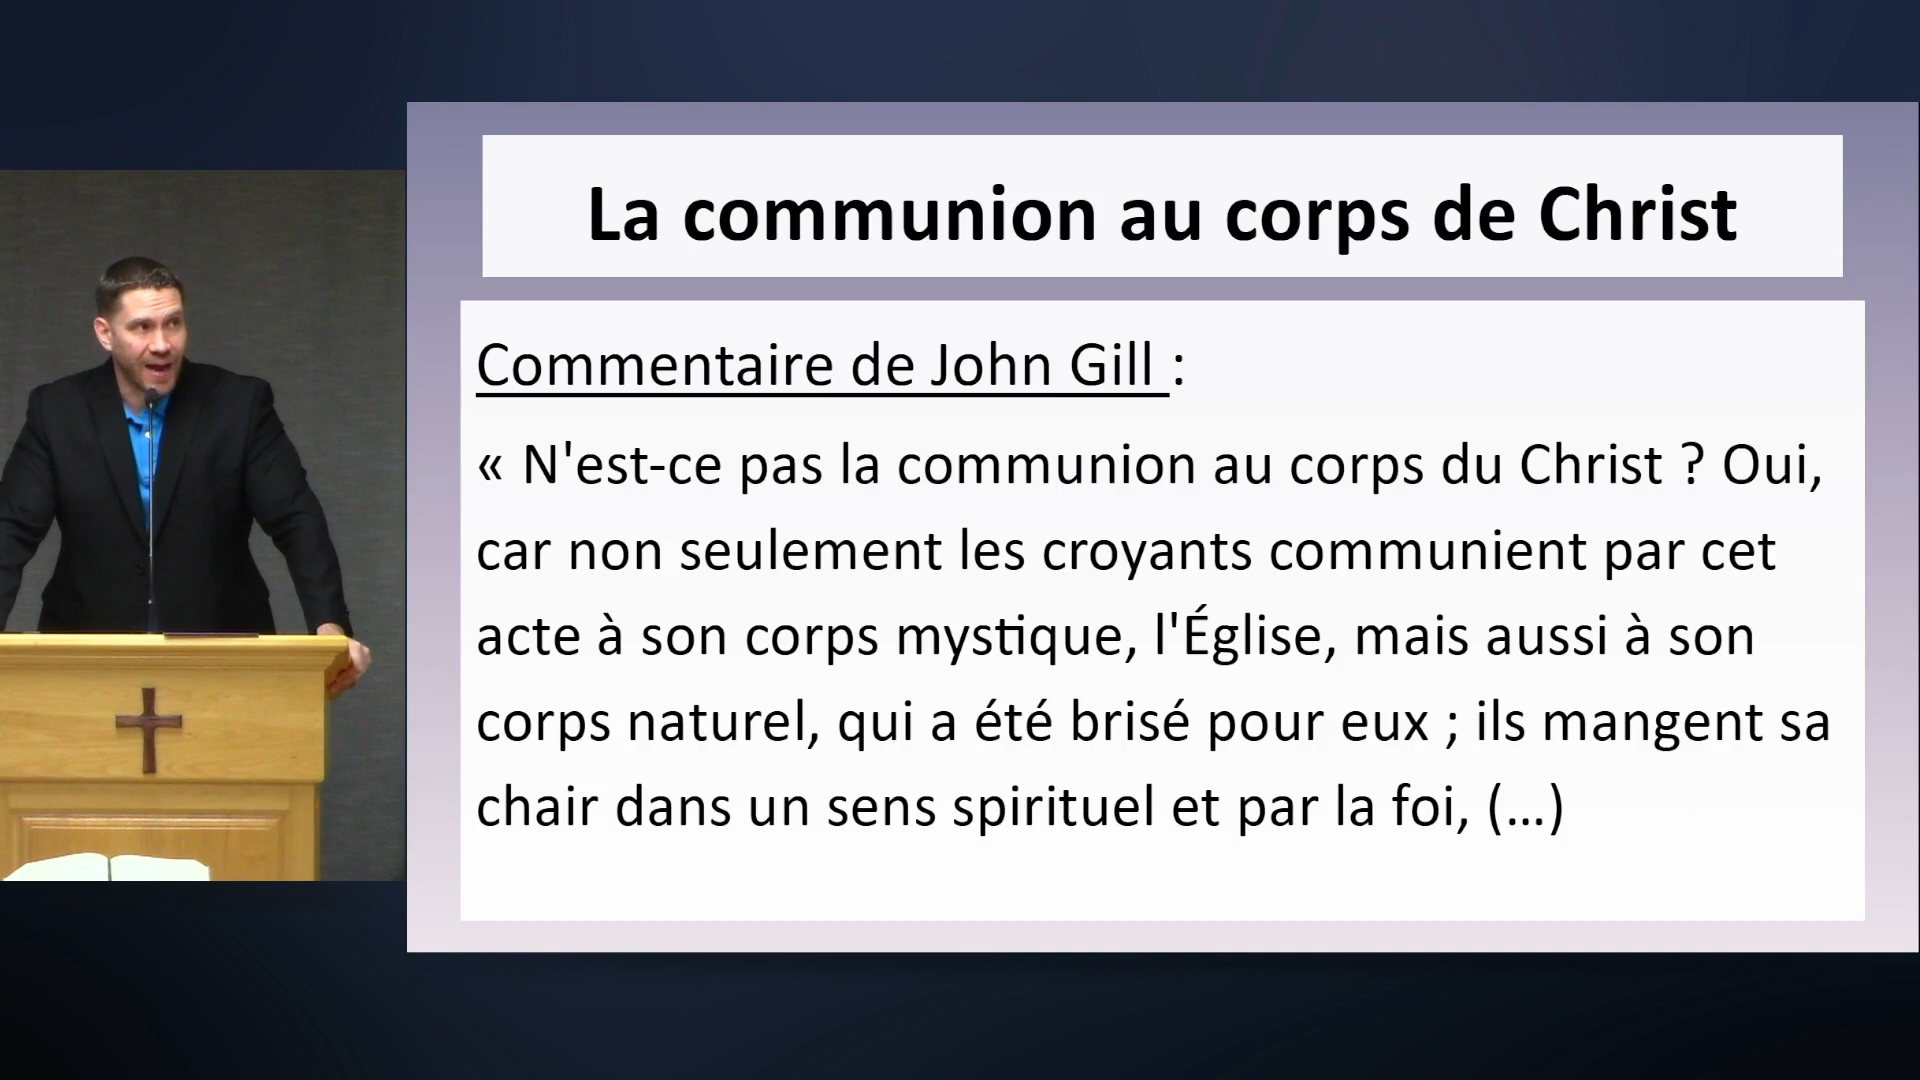 La communion au corps de Christ
Commentaire de John Gill :
« N'est-ce pas la communion au corps du Christ ? Oui,
car non seulement les croyants communient par cet
acte à son corps mystique, l'Église, mais aussi à son
corps naturel, qui a été brisé pour eux ; ils mangent sa
chair dans un sens spirituel et par la foi, (...)